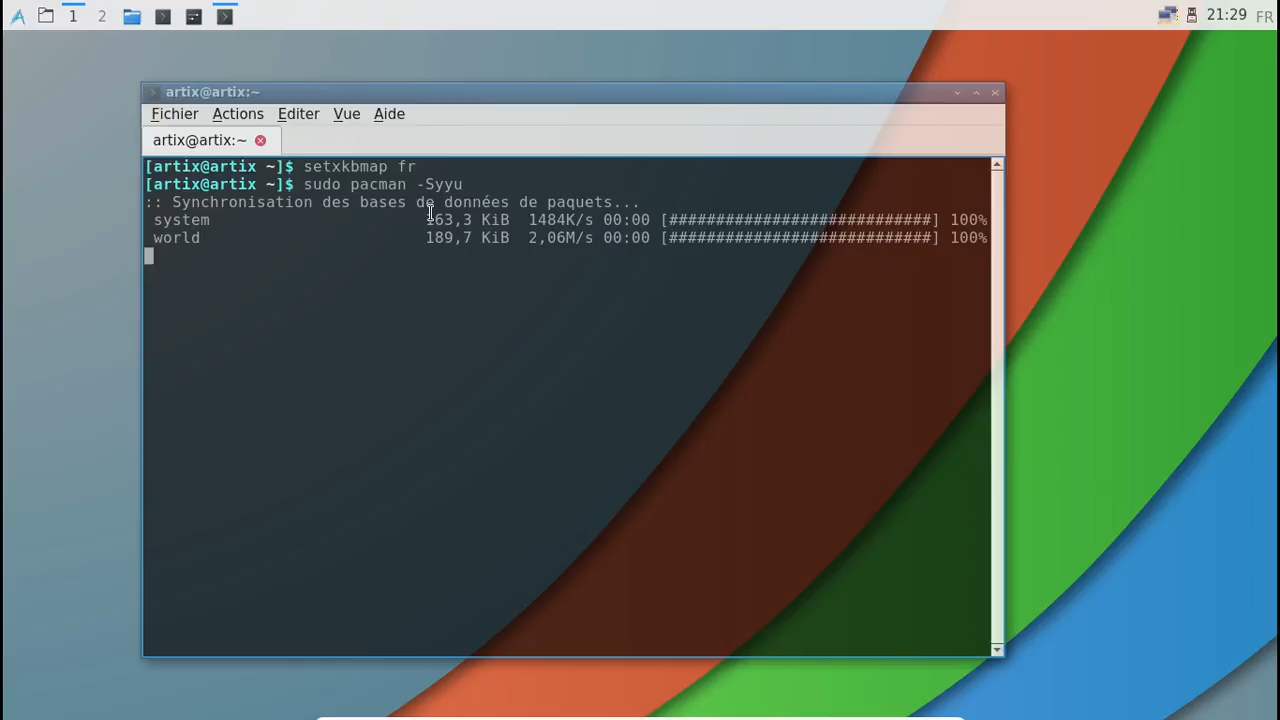 1 2 21:29 FR
artix@artix:~
Fichier Actions Editer Vue Aide
artix@artix:~
[artix@artix ~]$ setxkbmap fr
[artix@artix ~]$ sudo pacman -Syyu
:: Synchronisation des bases de données de paquets...
system 163,3 KiB 1484K/s 00:00 [############################] 100%
world 189,7 KiB 2,06M/s 00:00 [############################] 100%